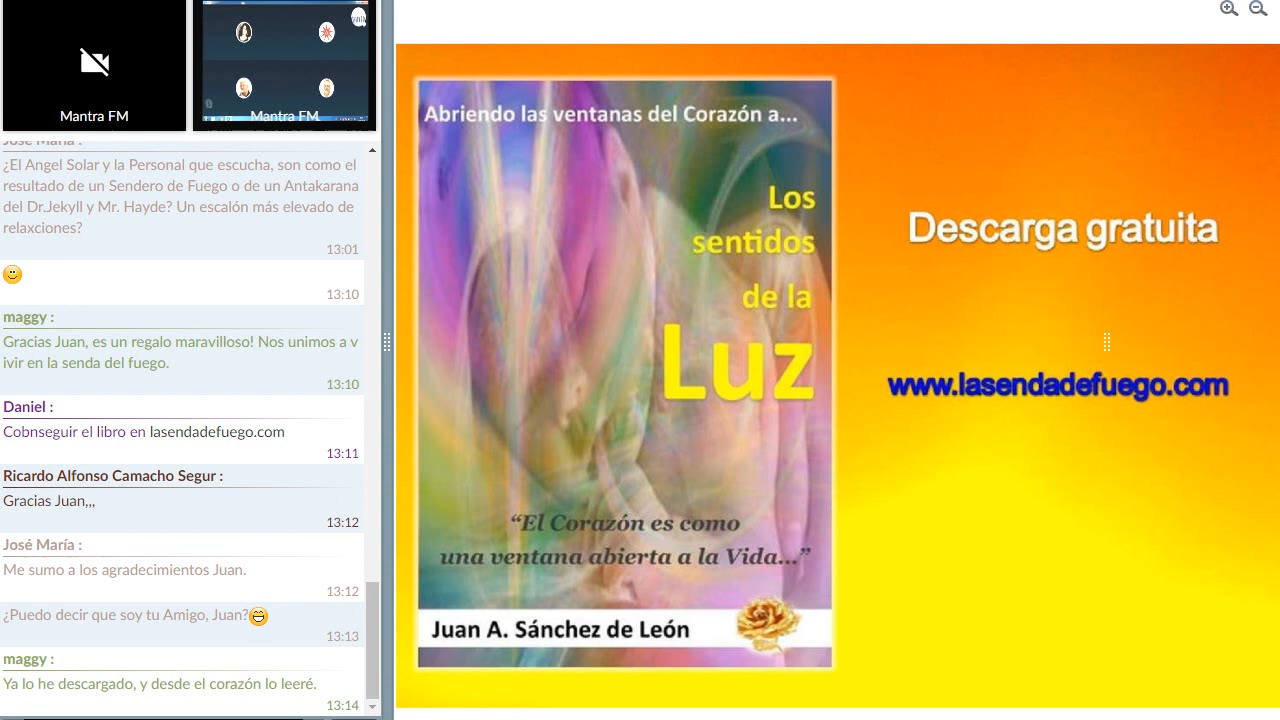 Mantra FM
Mantra FM
José María :
¿El Angel Solar y la Personal que escucha, son como el
resultado de un Sendero de Fuego o de un Antakarana
del Dr.Jekyll y Mr. Hayde? Un escalón más elevado de
relaxciones?
13:01
13:10
maggy :
Gracias Juan, es un regalo maravilloso! Nos unimos a v
ivir en la senda del fuego.
13:10
Daniel :
Cobnseguir el libro en lasendadefuego.com
13:11
Ricardo Alfonso Camacho Segur :
Gracias Juan,,,
13:12
José María :
Me sumo a los agradecimientos Juan.
13:12
¿Puedo decir que soy tu Amigo, Juan?
13:13
maggy :
Ya lo he descargado, y desde el corazón lo leeré.
13:14
Abriendo las ventanas del Corazón a...
Los
sentidos
de la
Luz
“El Corazón es como
una ventana abierta a la Vida...”
Juan A. Sánchez de León
Descarga gratuita
www.lasendadefuego.com